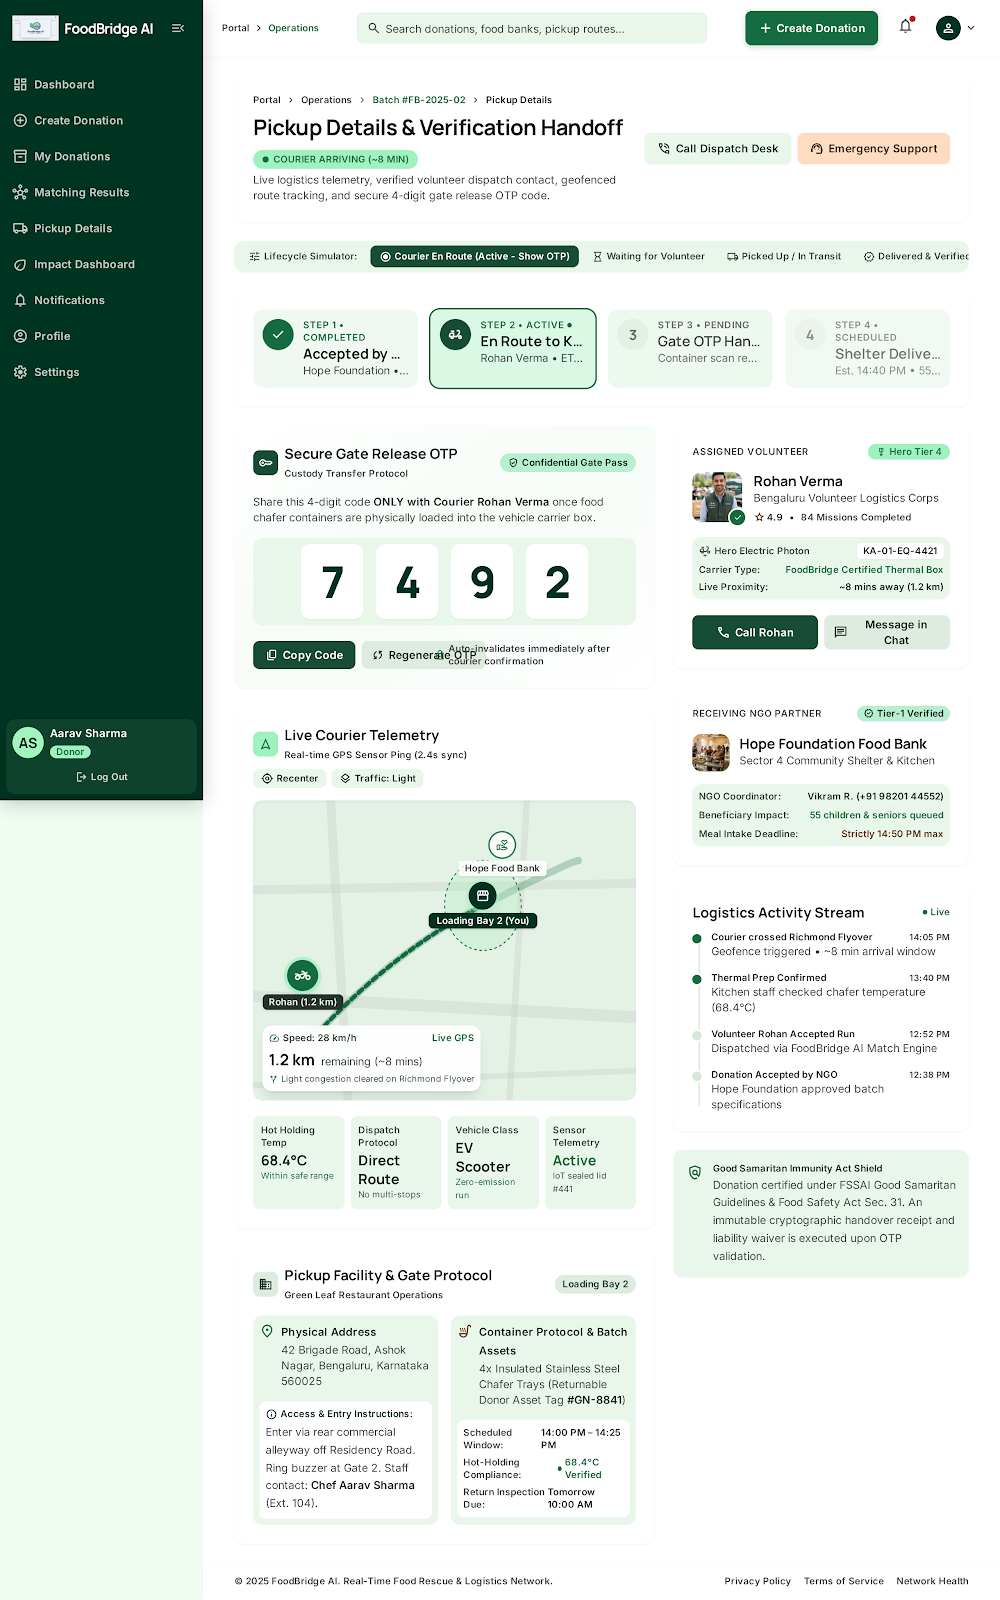 FoodBridge AI
Dashboard
Create Donation
My Donations
Matching Results
Pickup Details
Impact Dashboard
Notifications
Profile
Settings
AS
Aarav Sharma
Donor
Log Out
Portal > Operations
Search donations, food banks, pickup routes...
Create Donation
Portal > Operations > Batch #FB-2025-02 > Pickup Details
Pickup Details & Verification Handoff
COURIER ARRIVING (~8 MIN)
Live logistics telemetry, verified volunteer dispatch contact, geofenced
route tracking, and secure 4-digit gate release OTP code.
Call Dispatch Desk
Emergency Support
Lifecycle Simulator:
Courier En Route (Active - Show OTP)
Waiting for Volunteer
Picked Up / In Transit
Delivered & Verified
STEP 1 •
COMPLETED
Accepted by ...
Hope Foundation •...
STEP 2 • ACTIVE
En Route to K...
Rohan Verma • ET...
3
STEP 3 • PENDING
Gate OTP Han...
Container scan re...
4
STEP 4 •
SCHEDULED
Shelter Delive...
Est. 14:40 PM • 55...
Secure Gate Release OTP
Custody Transfer Protocol
Confidential Gate Pass
Share this 4-digit code ONLY with Courier Rohan Verma once food
chafer containers are physically loaded into the vehicle carrier box.
7 4 9 2
Copy Code
Regenerate OTP
Auto-invalidates immediately after
courier confirmation
Live Courier Telemetry
Real-time GPS Sensor Ping (2.4s sync)
Recenter
Traffic: Light
Hope Food Bank
Loading Bay 2 (You)
Rohan (1.2 km)
Speed: 28 km/h
Live GPS
1.2 km remaining (~8 mins)
Light congestion cleared on Richmond Flyover
Hot Holding
Temp
68.4°C
Within safe range
Dispatch
Protocol
Direct
Route
No multi-stops
Vehicle Class
EV
Scooter
Zero-emission
run
Sensor
Telemetry
Active
IoT sealed lid
#441
Pickup Facility & Gate Protocol
Green Leaf Restaurant Operations
Loading Bay 2
Physical Address
42 Brigade Road, Ashok
Nagar, Bengaluru, Karnataka
560025
Access & Entry Instructions:
Enter via rear commercial
alleyway off Residency Road.
Ring buzzer at Gate 2. Staff
contact: Chef Aarav Sharma
(Ext. 104).
Container Protocol & Batch
Assets
4x Insulated Stainless Steel
Chafer Trays (Returnable
Donor Asset Tag #GN-8841)
Scheduled
Window:
14:00 PM – 14:25
PM
Hot-Holding
Compliance:
68.4°C
Verified
Return Inspection
Due:
Tomorrow
10:00 AM
ASSIGNED VOLUNTEER
Hero Tier 4
Rohan Verma
Bengaluru Volunteer Logistics Corps
4.9 • 84 Missions Completed
Hero Electric Photon
KA-01-EQ-4421
Carrier Type:
FoodBridge Certified Thermal Box
Live Proximity:
~8 mins away (1.2 km)
Call Rohan
Message in
Chat
RECEIVING NGO PARTNER
Tier-1 Verified
Hope Foundation Food Bank
Sector 4 Community Shelter & Kitchen
NGO Coordinator:
Vikram R. (+91 98201 44552)
Beneficiary Impact:
55 children & seniors queued
Meal Intake Deadline:
Strictly 14:50 PM max
Logistics Activity Stream
Live
Courier crossed Richmond Flyover
14:05 PM
Geofence triggered • ~8 min arrival window
Thermal Prep Confirmed
13:40 PM
Kitchen staff checked chafer temperature
(68.4°C)
Volunteer Rohan Accepted Run
12:52 PM
Dispatched via FoodBridge AI Match Engine
Donation Accepted by NGO
12:38 PM
Hope Foundation approved batch
specifications
Good Samaritan Immunity Act Shield
Donation certified under FSSAI Good Samaritan
Guidelines & Food Safety Act Sec. 31. An
immutable cryptographic handover receipt and
liability waiver is executed upon OTP
validation.
© 2025 FoodBridge AI. Real-Time Food Rescue & Logistics Network.
Privacy Policy
Terms of Service
Network Health